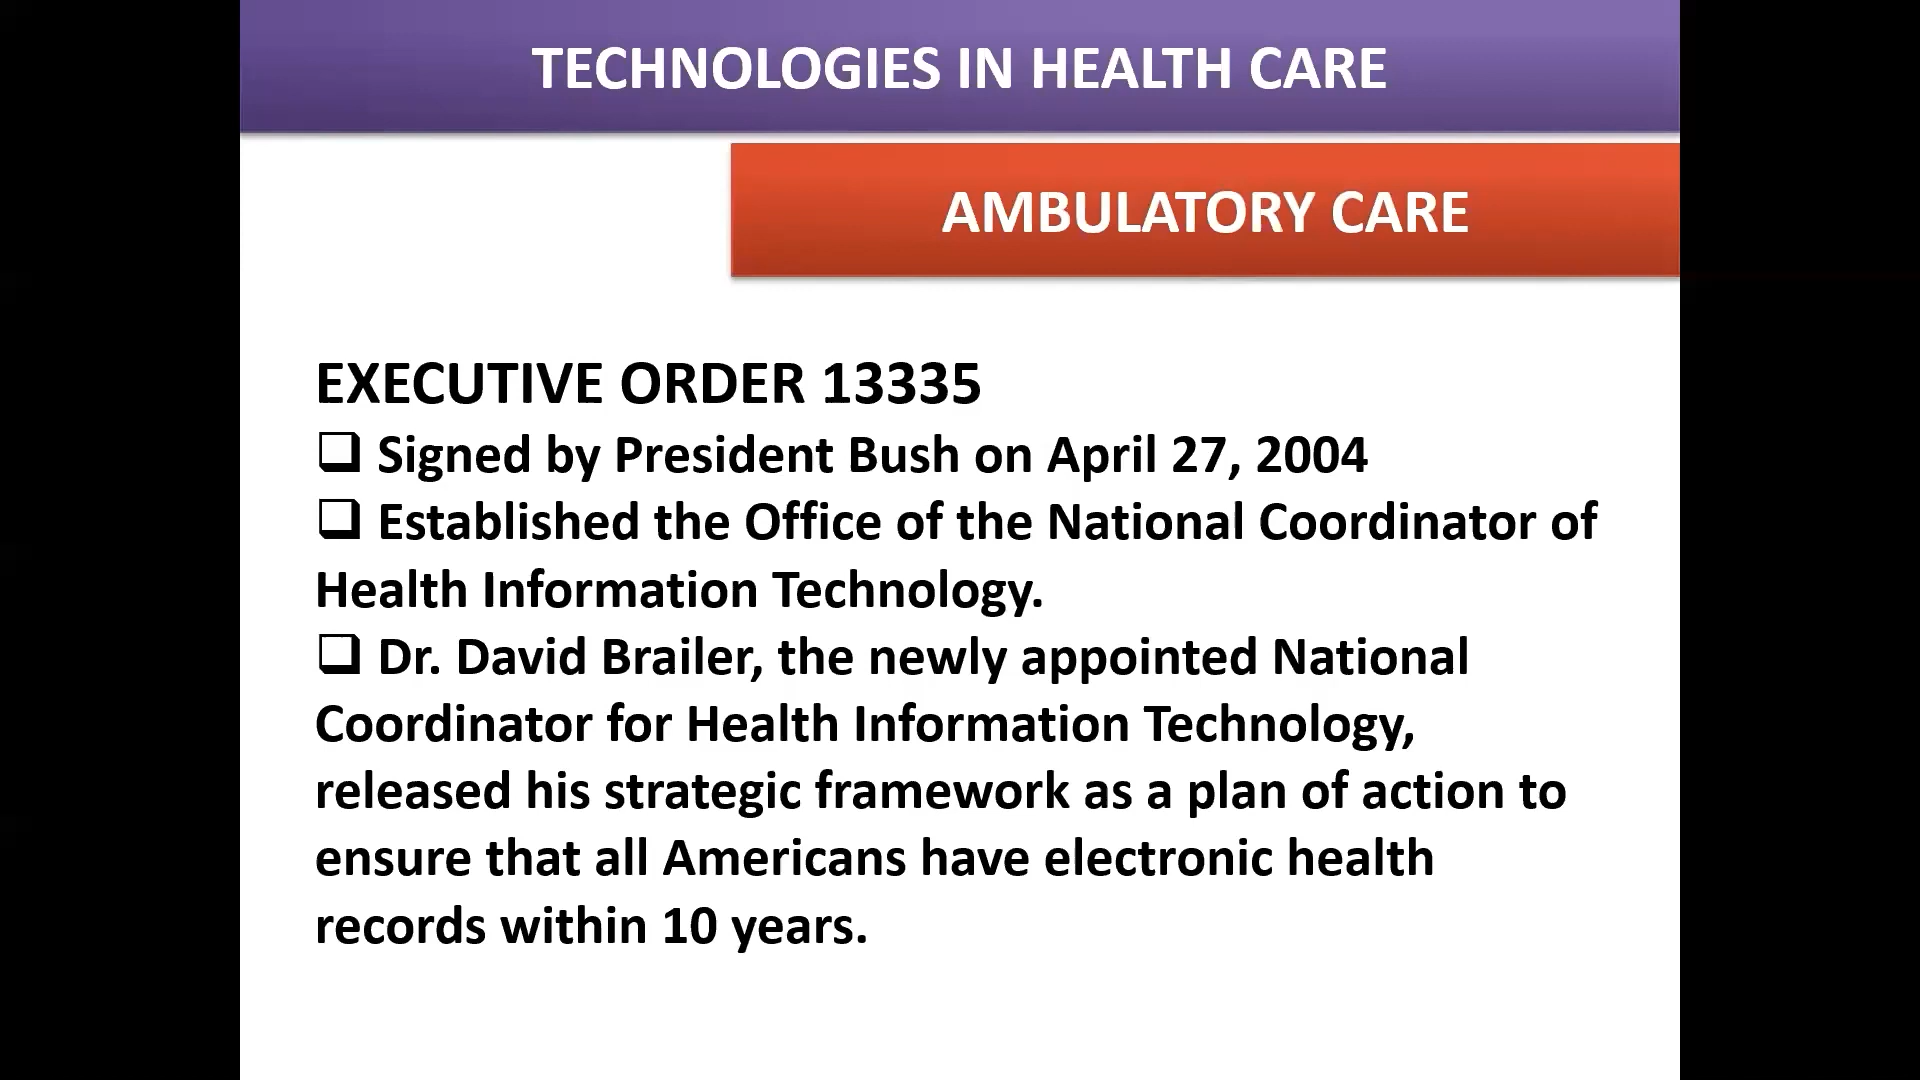 TECHNOLOGIES IN HEALTH CARE
AMBULATORY CARE
EXECUTIVE ORDER 13335
❑ Signed by President Bush on April 27, 2004
❑ Established the Office of the National Coordinator of
Health Information Technology.
❑ Dr. David Brailer, the newly appointed National
Coordinator for Health Information Technology,
released his strategic framework as a plan of action to
ensure that all Americans have electronic health
records within 10 years.